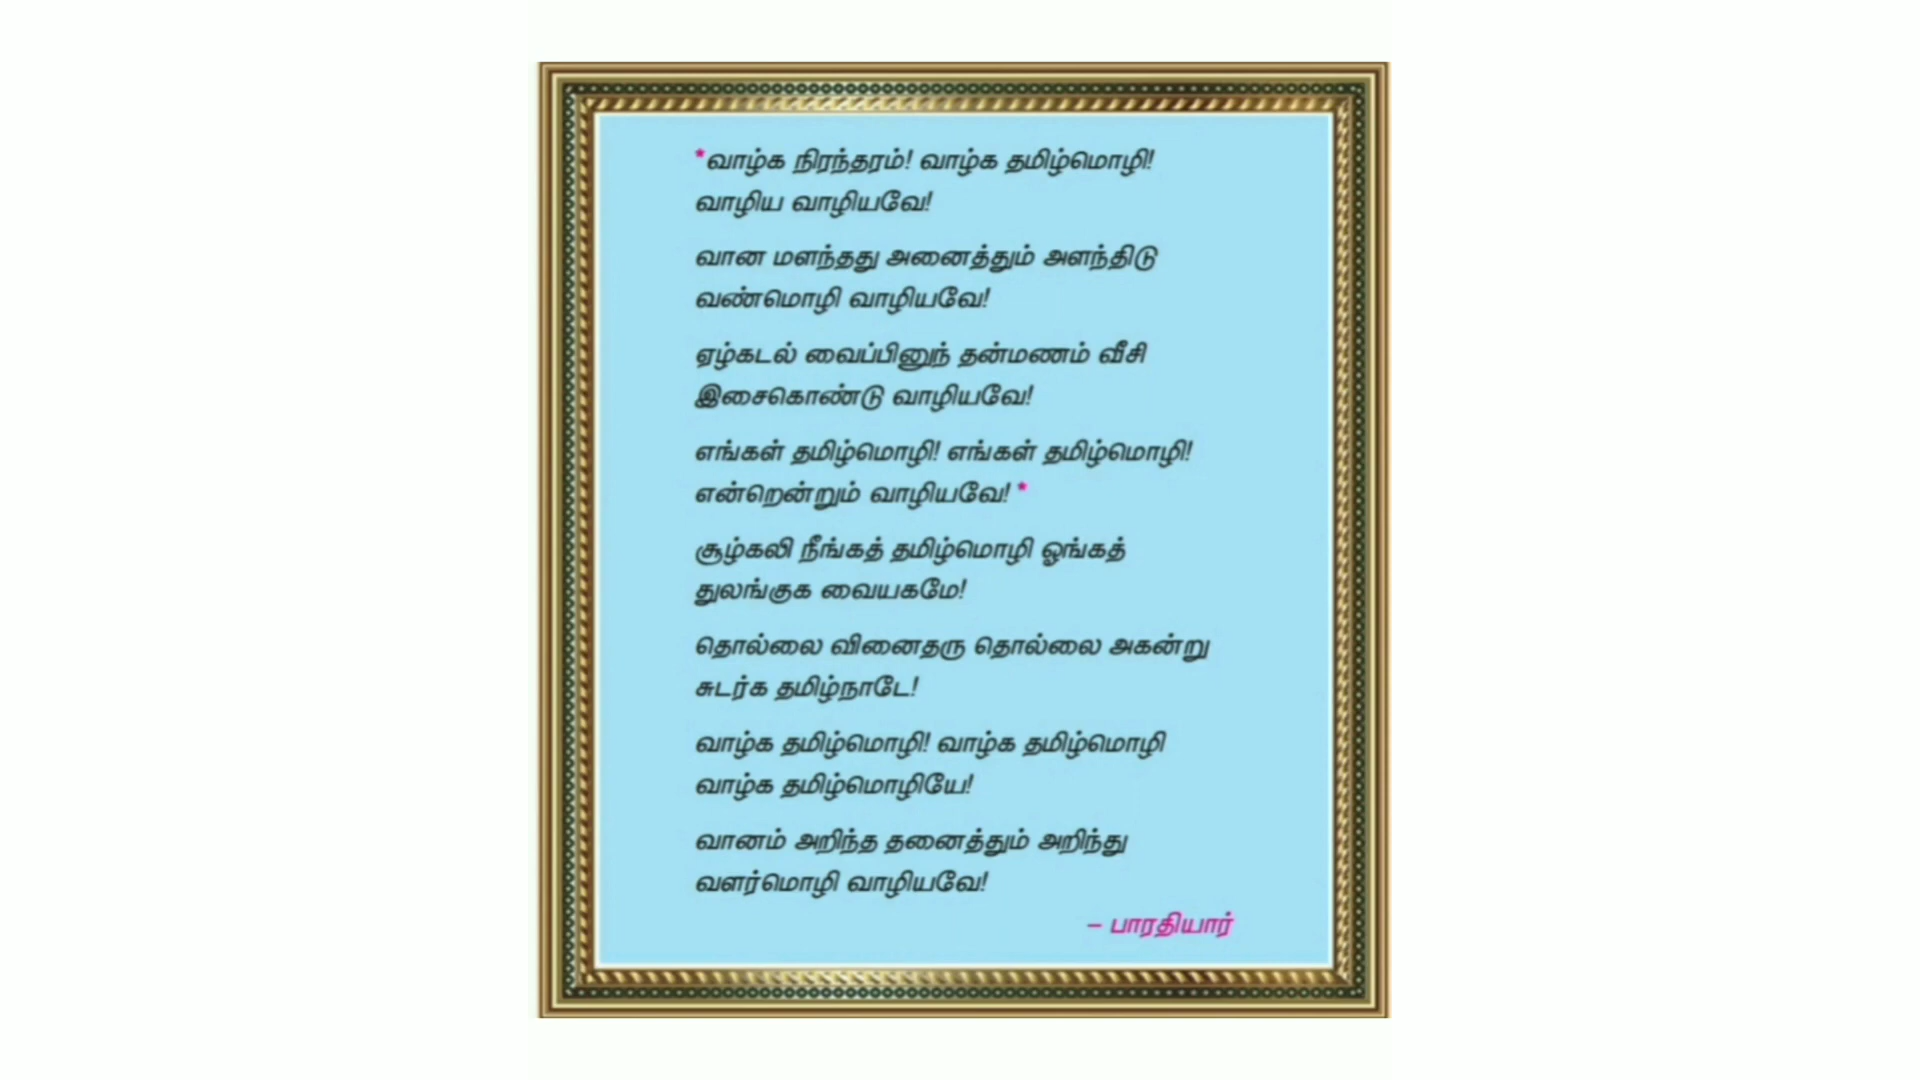 *வாழ்க நிரந்தரம்! வாழ்க தமிழ்மொழி!
வாழிய வாழியவே!
வான மளந்தது அனைத்தும் அளந்திடு
வண்மொழி வாழியவே!
ஏழ்கடல் வைப்பினுந் தன்மணம் வீசி
இசைகொண்டு வாழியவே!
எங்கள் தமிழ்மொழி! எங்கள் தமிழ்மொழி!
என்றென்றும் வாழியவே! *
சூழ்கலி நீங்கத் தமிழ்மொழி ஓங்கத்
துலங்குக வையகமே!
தொல்லை வினைதரு தொல்லை அகன்று
சுடர்க தமிழ்நாடே!
வாழ்க தமிழ்மொழி! வாழ்க தமிழ்மொழி
வாழ்க தமிழ்மொழியே!
வானம் அறிந்த தனைத்தும் அறிந்து
வளர்மொழி வாழியவே!
– பாரதியார்